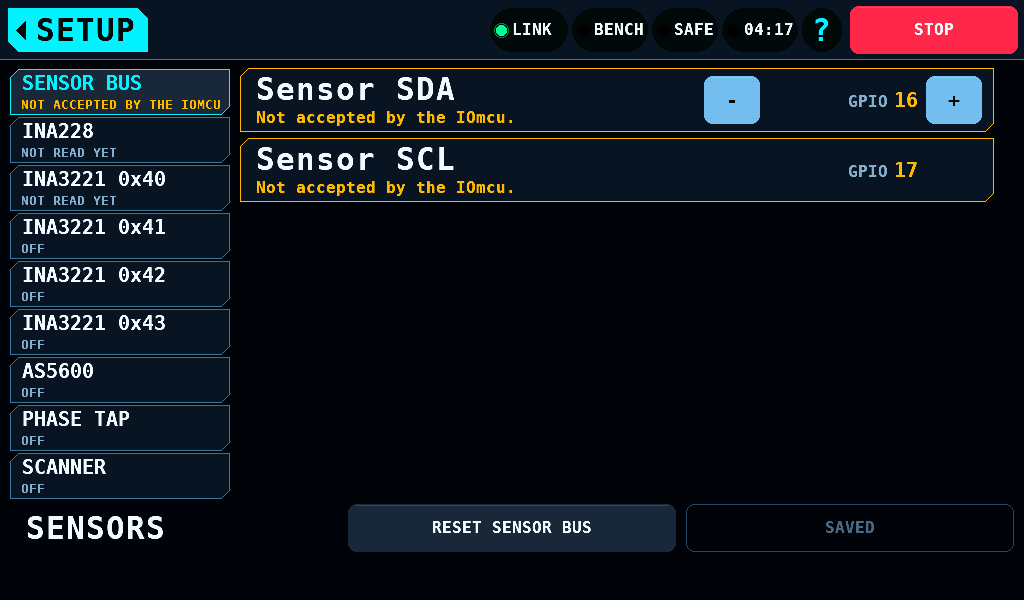 SETUP
LINK
BENCH
SAFE
04:17
?
STOP
SENSOR BUS
NOT ACCEPTED BY THE IOMCU
INA228
NOT READ YET
INA3221 0x40
NOT READ YET
INA3221 0x41
OFF
INA3221 0x42
OFF
INA3221 0x43
OFF
AS5600
OFF
PHASE TAP
OFF
SCANNER
OFF
SENSORS
Sensor SDA
Not accepted by the IOmcu.
-
GPIO 16
+
Sensor SCL
Not accepted by the IOmcu.
GPIO 17
RESET SENSOR BUS
SAVED